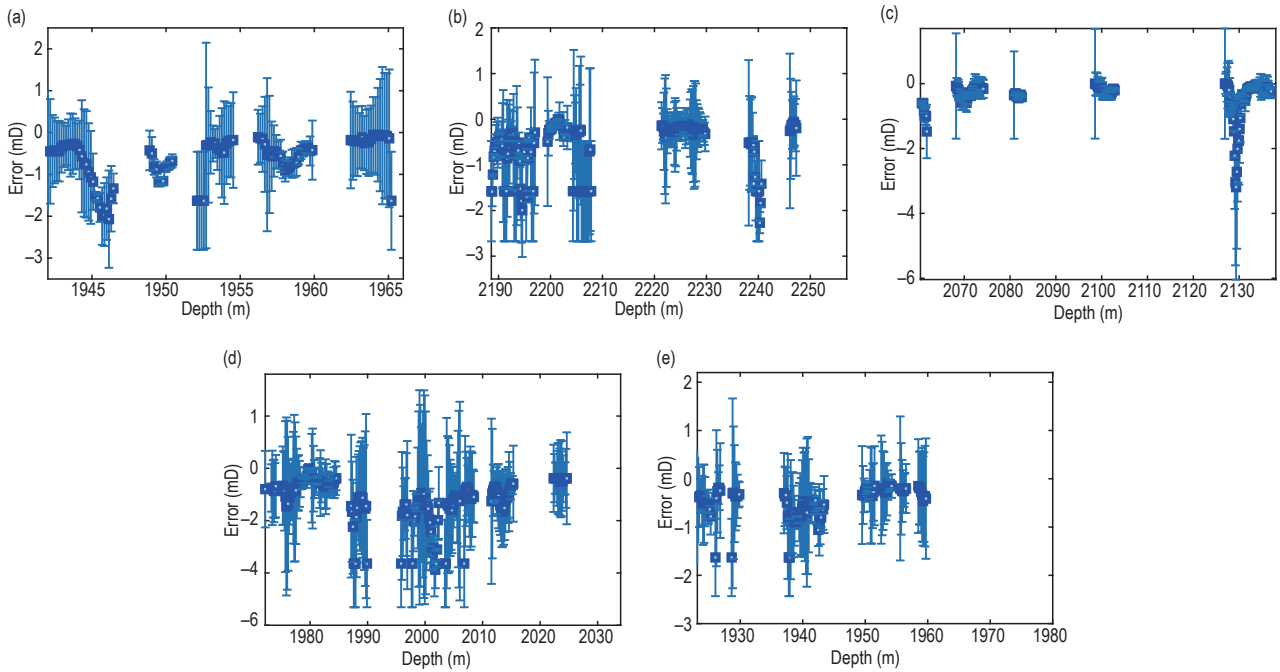 (a)
2
1
0
−1
−2
−3
Error (mD)
1945 1950 1955 1960 1965
Depth (m)
(b)
2
1
0
−1
−2
−3
Error (mD)
2190 2200 2210 2220 2230 2240 2250
Depth (m)
(c)
0
−2
−4
−6
Error (mD)
2070 2080 2090 2100 2110 2120 2130
Depth (m)
(d)
1
0
−2
−4
−6
Error (mD)
1980 1990 2000 2010 2020 2030
Depth (m)
(e)
2
1
0
−1
−2
−3
Error (mD)
1930 1940 1950 1960 1970 1980
Depth (m)